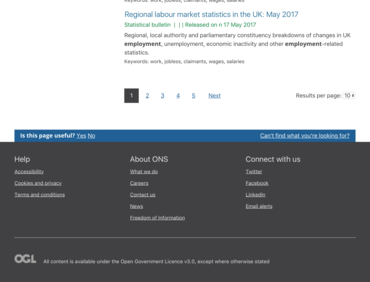 Keywords: work, jobless, claimants, wages, salaries
Regional labour market statistics in the UK: May 2017
Statistical bulletin | | | Released on n 17 May 2017
Regional, local authority and parliamentary constituency breakdowns of changes in UK
employment, unemployment, economic inactivity and other employment-related
statistics.
Keywords: work, jobless, claimants, wages, salaries
1 2 3 4 5 Next Results per page: 10
Is this page useful? Yes No Can't find what you're looking for?
Help About ONS Connect with us
Accessibility What we do Twitter
Cookies and privacy Careers Facebook
Terms and conditions Contact us LinkedIn
News Email alerts
Freedom of Information
OGL All content is available under the Open Government Licence v3.0, except where otherwise stated